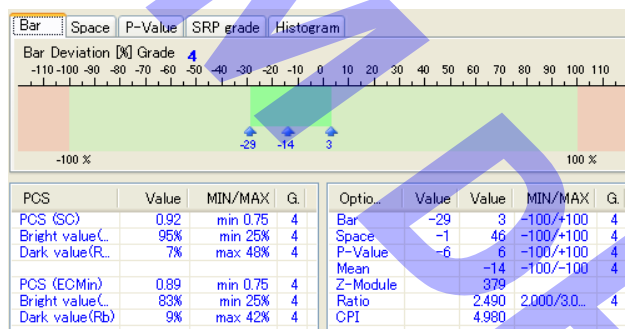 Bar Space P-Value SRP grade Histogram
Bar Deviation [%] Grade 4
-110 -100 -90 -80 -70 -60 -50 -40 -30 -20 -10 0 10 20 30 40 50 60 70 80 90 100 110
-29 -14 3
-100 % 100 %
PCS Value MIN/MAX G.
PCS (SC) 0.92 min 0.75 4
Bright value(... 95% min 25% 4
Dark value(R... 7% max 48% 4
PCS (ECMin) 0.89 min 0.75 4
Bright value(... 83% min 25% 4
Dark value(Rb) 9% max 42% 4
Optio... Value Value MIN/MAX G.
Bar -29 3 -100/+100 4
Space -1 46 -100/+100 4
P-Value -6 6 -100/+100 4
Mean -14 -100/-100 4
Z-Module 379
Ratio 2.490 2.000/3.0... 4
CPI 4.980